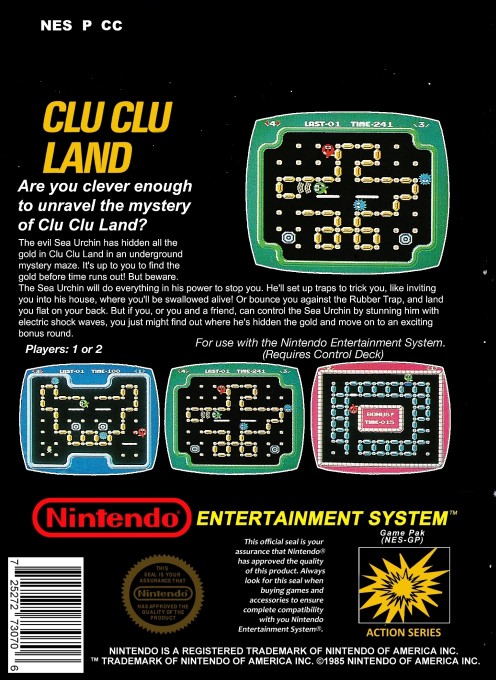 NES P CC
CLU CLU
LAND
Are you clever enough
to unravel the mystery
of Clu Clu Land?
The evil Sea Urchin has hidden all the
gold in Clu Clu Land in an underground
mystery maze. It's up to you to find the
gold before time runs out! But beware.
The Sea Urchin will do everything in his power to stop you. He'll set up traps to trick you, like inviting
you into his house, where you'll be swallowed alive! Or bounce you against the Rubber Trap, and land
you flat on your back. But if you, or you and a friend, can control the Sea Urchin by stunning him with
electric shock waves, you just might find out where he's hidden the gold and move on to an exciting
bonus round.
4 LAST-01 TIME-241 3
Players: 1 or 2
For use with the Nintendo Entertainment System.
(Requires Control Deck)
LAST-01 TIME-100
4 LAST-01 TIME-241 3
BONUS!
TIME-015
Nintendo® ENTERTAINMENT SYSTEM™
This official seal is your
assurance that Nintendo®
has approved the quality
of this product. Always
look for this seal when
buying games and
accessories to ensure
complete compatibility
with you Nintendo
Entertainment System®.
Game Pak
(NES-GP)
ACTION SERIES
THIS
SEAL IS YOUR
ASSURANCE THAT
Nintendo
HAS APPROVED THE
QUALITY OF THIS
PRODUCT
7 26272 73070 6
NINTENDO IS A REGISTERED TRADEMARK OF NINTENDO OF AMERICA INC.
™ TRADEMARK OF NINTENDO OF AMERICA INC. ©1985 NINTENDO OF AMERICA INC.